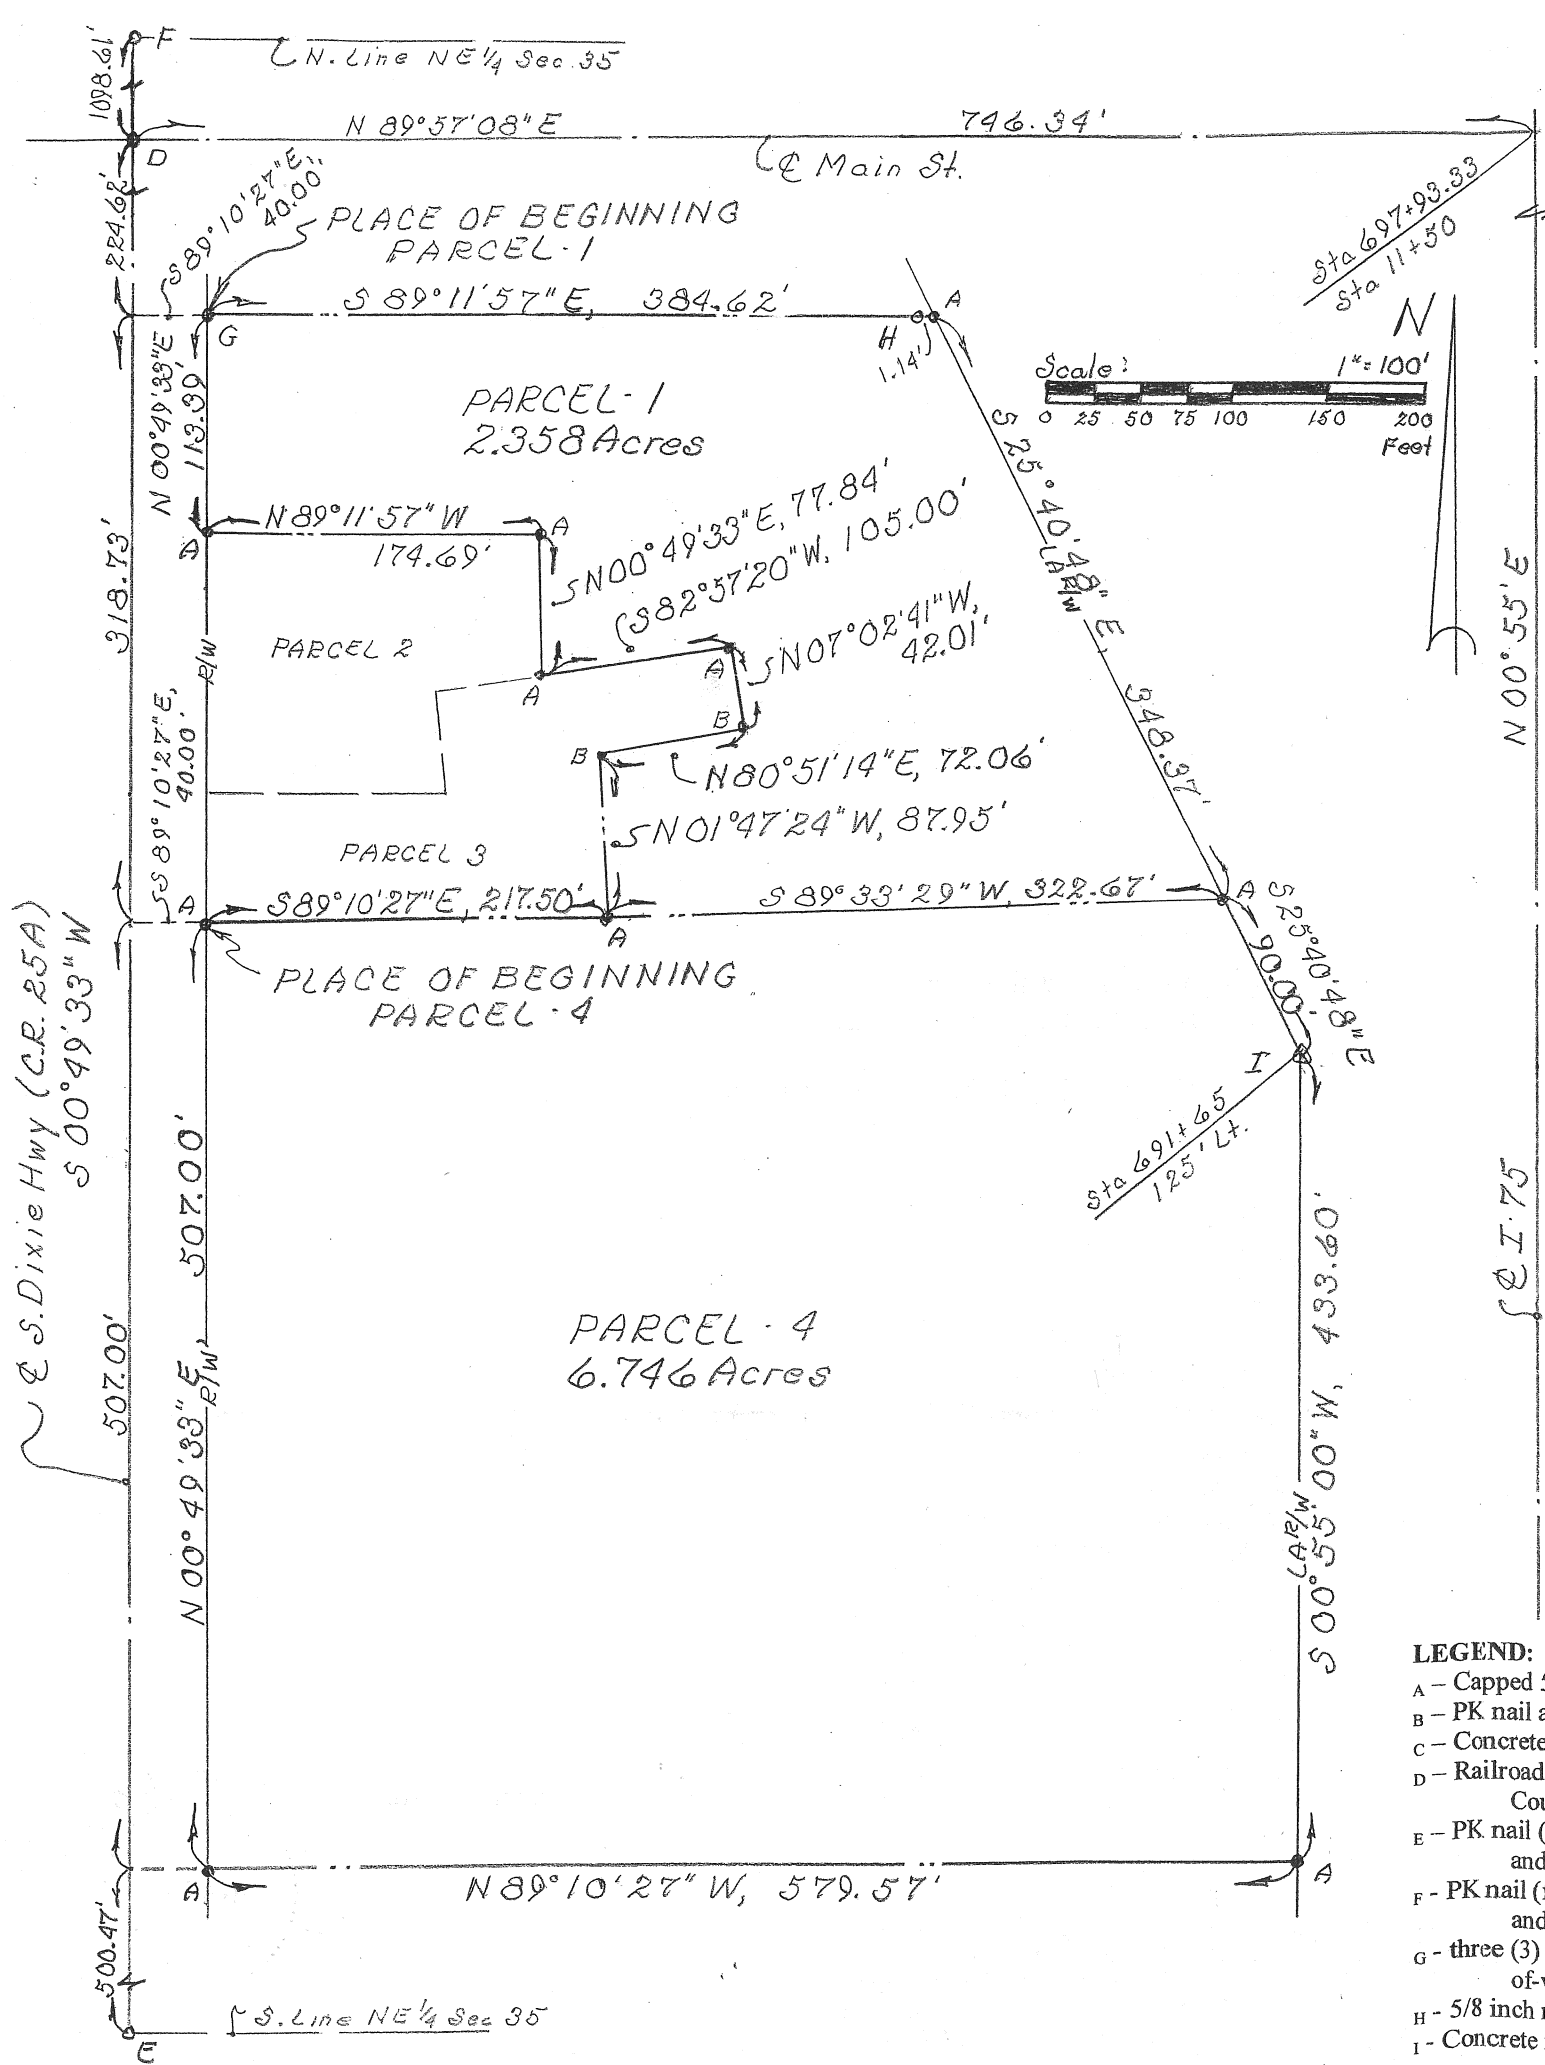 F
N. Line NE 1/4 Sec 35
1098.61'
N 89°57'08" E
746.34'
D
℄ Main St.
224.62'
S 89°10'27" E,
40.00'
PLACE OF BEGINNING
PARCEL-1
Sta 697+93.33
Sta 11+50
S 89°11'57" E, 384.62'
A
G
H
1.14'
N
Scale: 1"=100'
0 25 50 75 100 150 200
Feet
N 00°49'33" E
113.39'
PARCEL-1
2.358 Acres
S 25°40'48" E,
348.37'
LA R/W
N 89°11'57" W
174.69'
A
A
N 00°49'33" E, 77.84'
S 82°57'20" W, 105.00'
N 07°02'41" W,
42.01'
318.73'
R/W
PARCEL 2
A
A
B
B
N 80°51'14" E, 72.06'
N 01°47'24" W, 87.95'
N 00°55' E
S 89°10'27" E,
40.00'
PARCEL 3
A
S 89°10'27" E, 217.50'
A
S 89°33'29" W, 322.67'
A
S 25°40'48" E
90.00'
PLACE OF BEGINNING
PARCEL-4
I
Sta 691+65
125' Lt.
℄ S. Dixie Hwy (C.R. 25A)
S 00°49'33" W
507.00'
N 00°49'33" E 507.00'
R/W
PARCEL-4
6.746 Acres
S 00°55'00" W, 433.60'
LA R/W
℄ I-75
A
N 89°10'27" W, 579.57'
A
500.47'
S. Line NE 1/4 Sec 35
E
LEGEND:
A – Capped 5
B – PK nail a
C – Concrete
D – Railroad
Cou
E – PK nail (
and
F - PK nail (
and
G - three (3)
of-
H - 5/8 inch
I - Concrete